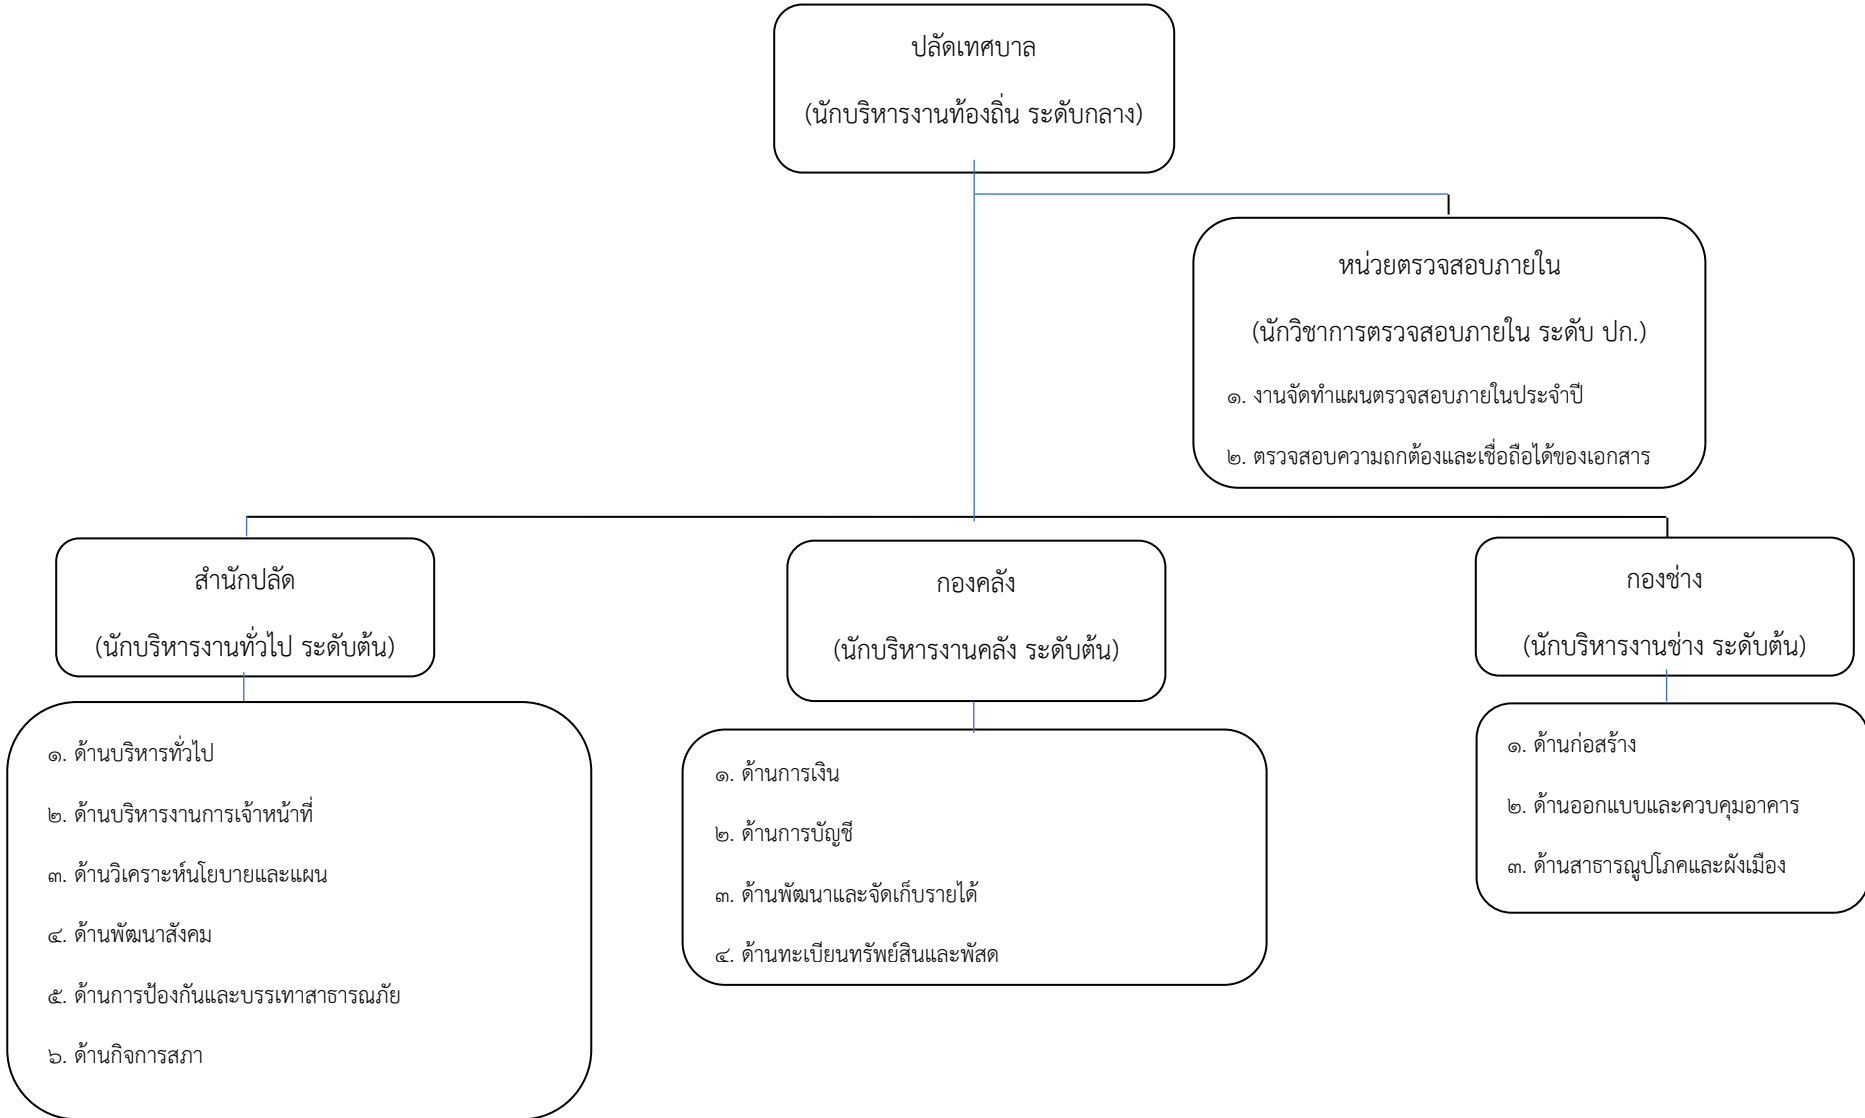 ปลัดเทศบาล
(นักบริหารงานท้องถิ่น ระดับกลาง)
หน่วยตรวจสอบภายใน
(นักวิชาการตรวจสอบภายใน ระดับ ปก.)
๑. งานจัดทำแผนตรวจสอบภายในประจำปี
๒. ตรวจสอบความถกต้องและเชื่อถือได้ของเอกสาร
สำนักปลัด
(นักบริหารงานทั่วไป ระดับต้น)
๑. ด้านบริหารทั่วไป
๒. ด้านบริหารงานการเจ้าหน้าที่
๓. ด้านวิเคราะห์นโยบายและแผน
๔. ด้านพัฒนาสังคม
๕. ด้านการป้องกันและบรรเทาสาธารณภัย
๖. ด้านกิจการสภา
กองคลัง
(นักบริหารงานคลัง ระดับต้น)
๑. ด้านการเงิน
๒. ด้านการบัญชี
๓. ด้านพัฒนาและจัดเก็บรายได้
๔. ด้านทะเบียนทรัพย์สินและพัสด
กองช่าง
(นักบริหารงานช่าง ระดับต้น)
๑. ด้านก่อสร้าง
๒. ด้านออกแบบและควบคุมอาคาร
๓. ด้านสาธารณูปโภคและผังเมือง